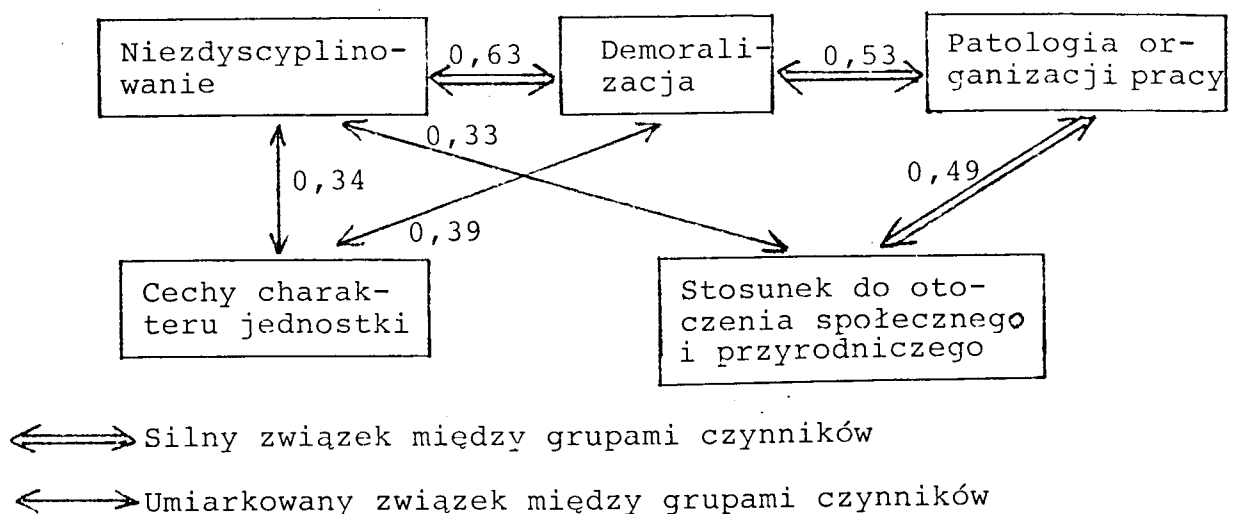 Niezdyscyplino-
wanie
0,63
Demorali-
zacja
0,53
Patologia or-
ganizacji pracy
0,33
0,34
0,49
0,39
Cechy charak-
teru jednostki
Stosunek do oto-
czenia społecznego
i przyrodniczego
Silny związek między grupami czynników
Umiarkowany związek między grupami czynników